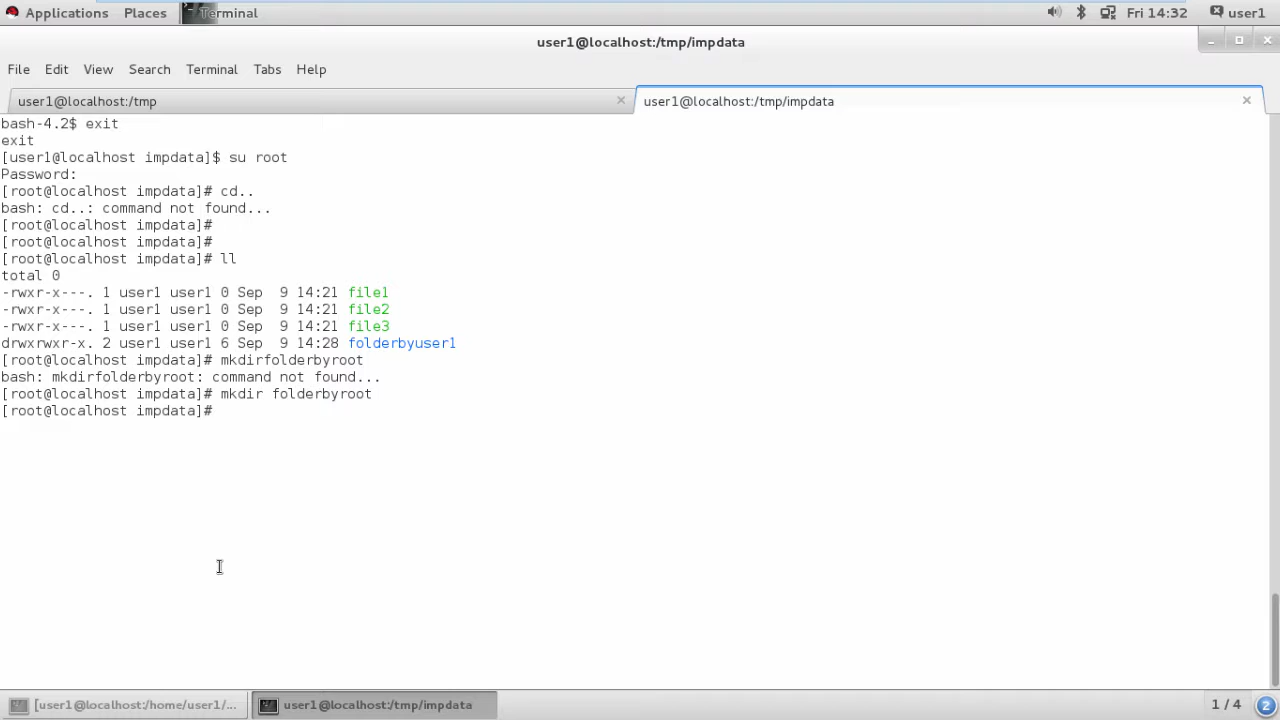 Applications Places Terminal Fri 14:32 user1
user1@localhost:/tmp/impdata
File Edit View Search Terminal Tabs Help
user1@localhost:/tmp × user1@localhost:/tmp/impdata ×
bash-4.2$ exit
exit
[user1@localhost impdata]$ su root
Password:
[root@localhost impdata]# cd..
bash: cd..: command not found...
[root@localhost impdata]#
[root@localhost impdata]#
[root@localhost impdata]# ll
total 0
-rwxr-x---. 1 user1 user1 0 Sep  9 14:21 file1
-rwxr-x---. 1 user1 user1 0 Sep  9 14:21 file2
-rwxr-x---. 1 user1 user1 0 Sep  9 14:21 file3
drwxrwxr-x. 2 user1 user1 6 Sep  9 14:28 folderbyuser1
[root@localhost impdata]# mkdirfolderbyroot
bash: mkdirfolderbyroot: command not found...
[root@localhost impdata]# mkdir folderbyroot
[root@localhost impdata]#
[user1@localhost:/home/user1/... user1@localhost:/tmp/impdata 1 / 4 2